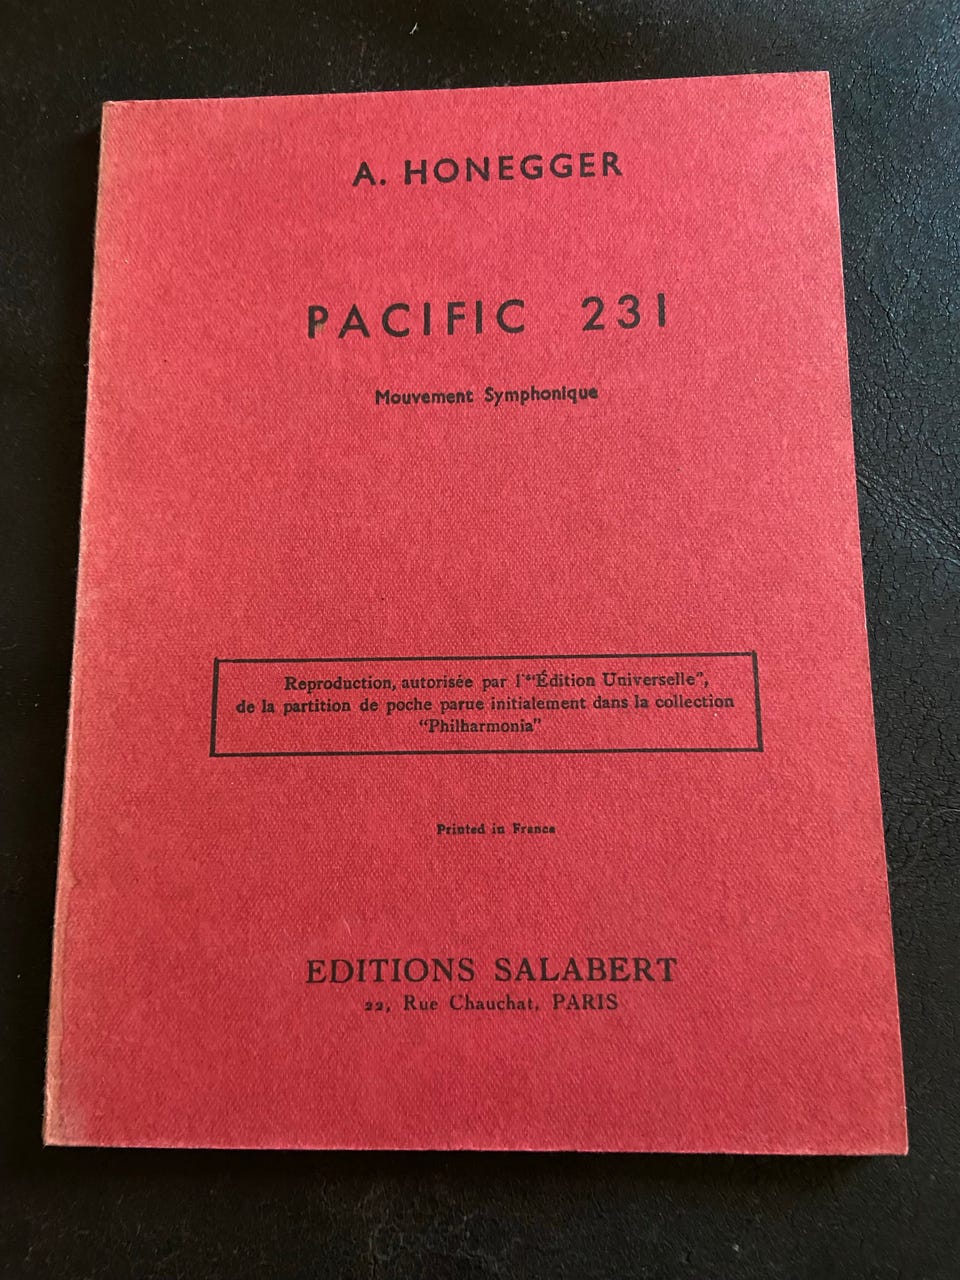 A. HONEGGER
PACIFIC 231
Mouvement Symphonique
Reproduction, autorisée par l'"Édition Universelle",
de la partition de poche parue initialement dans la collection
"Philharmonia"
Printed in France
EDITIONS SALABERT
22, Rue Chauchat, PARIS